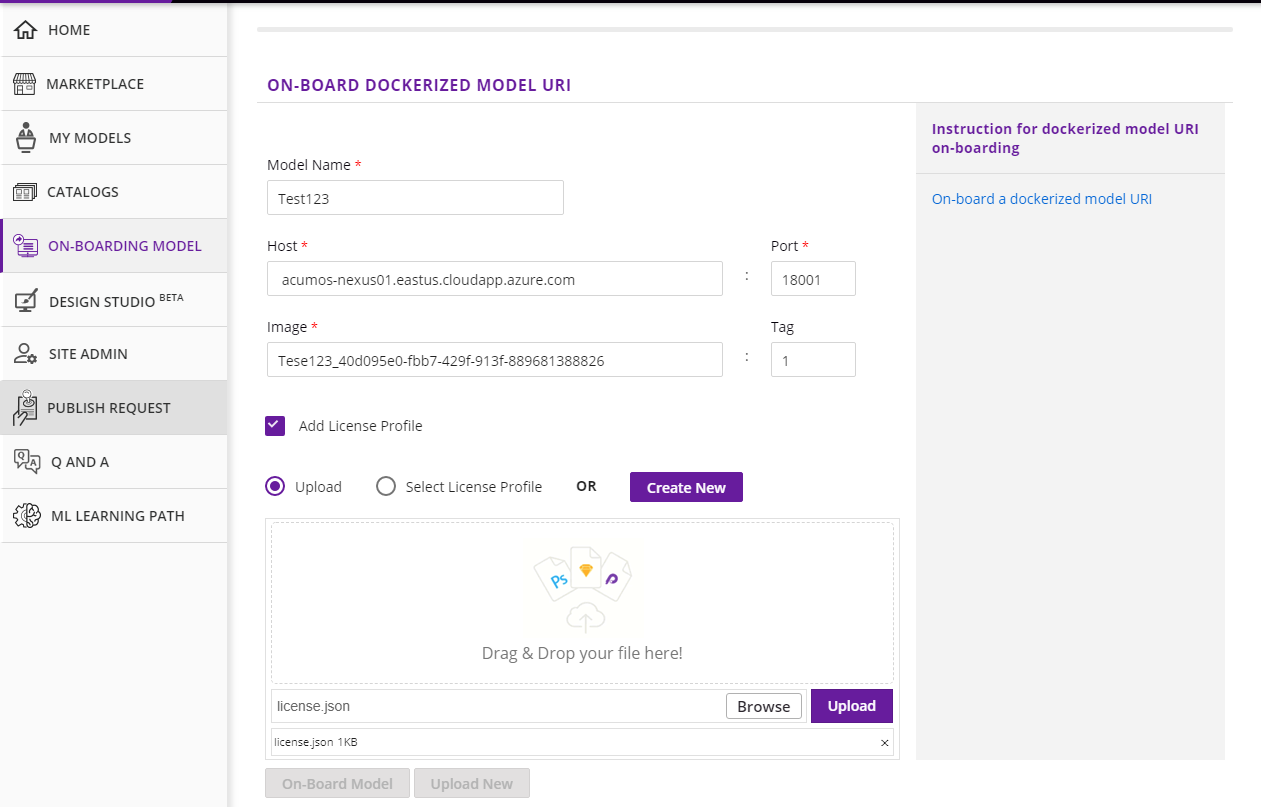 HOME
MARKETPLACE
MY MODELS
CATALOGS
ON-BOARDING MODEL
DESIGN STUDIO BETA
SITE ADMIN
PUBLISH REQUEST
Q AND A
ML LEARNING PATH
ON-BOARD DOCKERIZED MODEL URI
Model Name *
Test123
Host *
Port *
acumos-nexus01.eastus.cloudapp.azure.com : 18001
Image *
Tag
Tese123_40d095e0-fbb7-429f-913f-889681388826 : 1
Add License Profile
Upload Select License Profile OR Create New
Ps
Drag & Drop your file here!
license.json Browse Upload
license.json 1KB ×
On-Board Model Upload New
Instruction for dockerized model URI
on-boarding
On-board a dockerized model URI